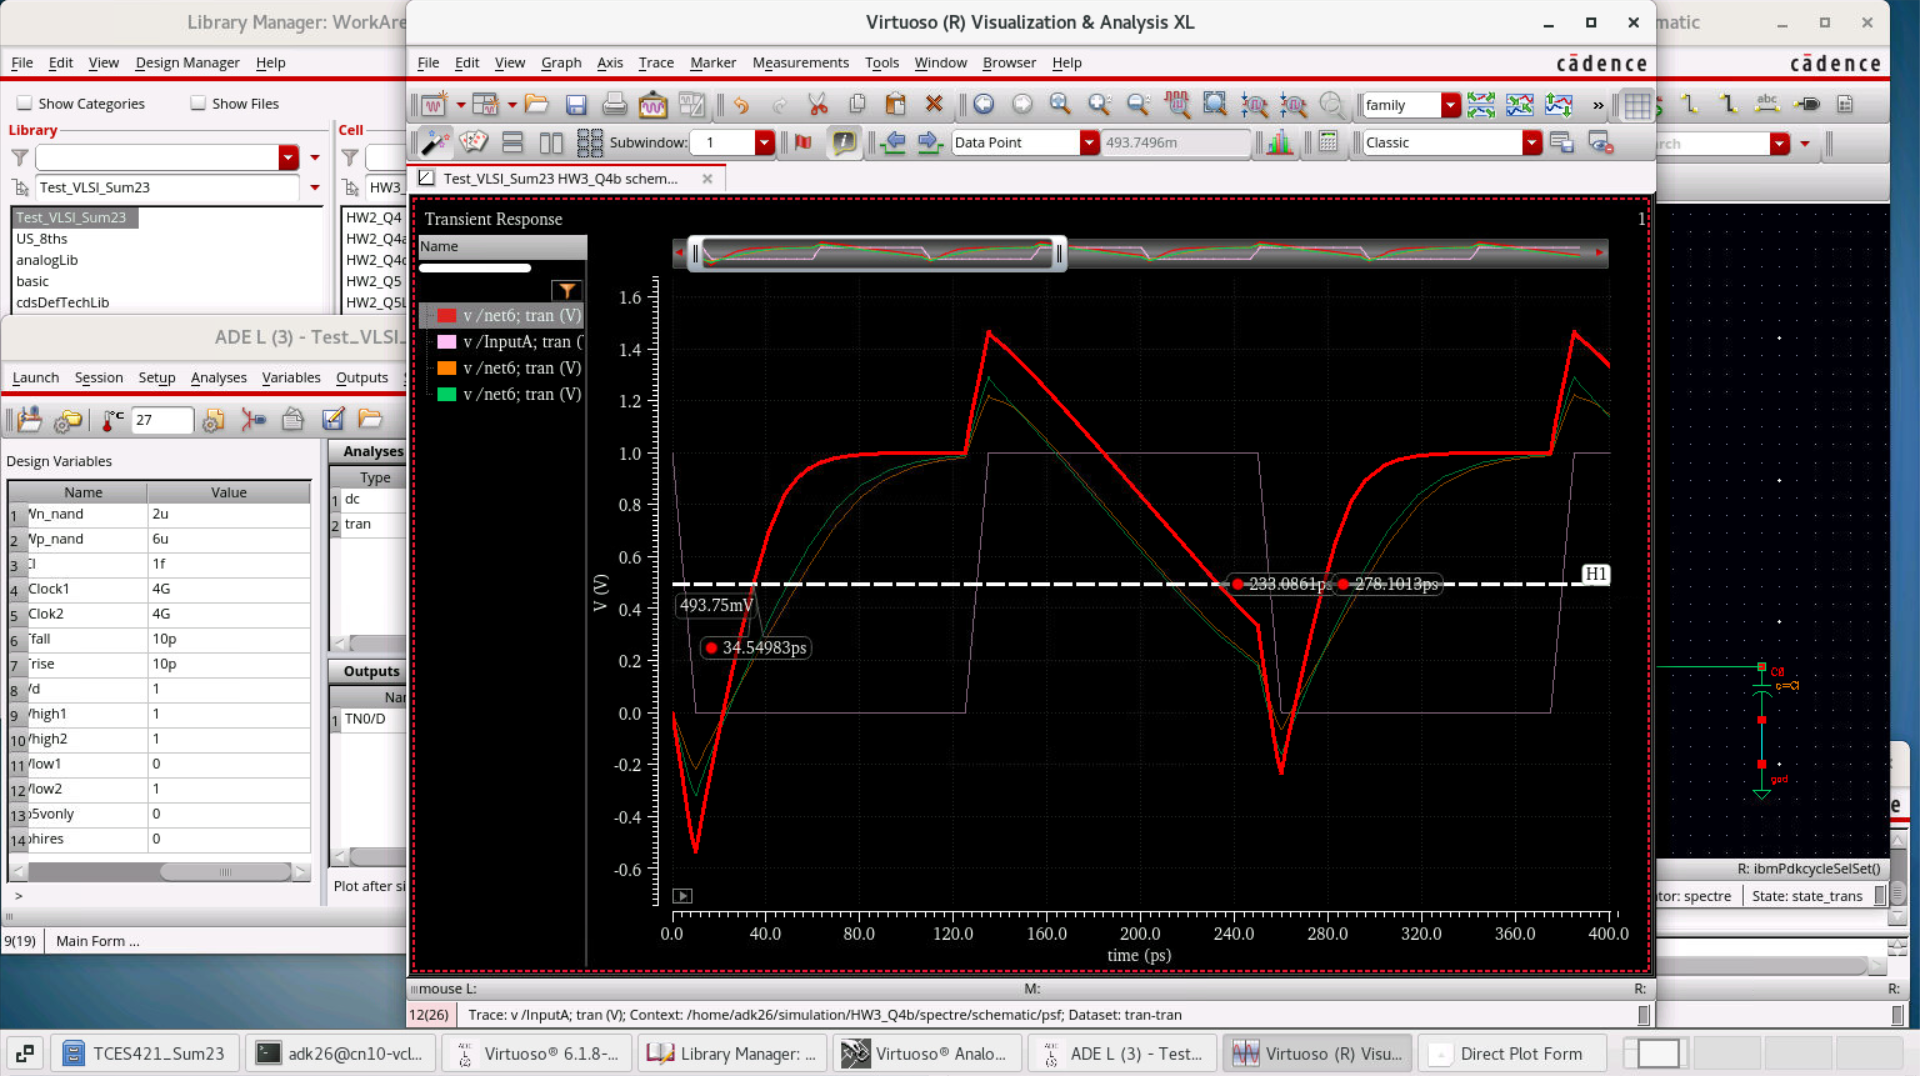 Library Manager: WorkAre
File Edit View Design Manager Help
Show Categories
Show Files
Library
Cell
Test_VLSI_Sum23
HW3_
Test_VLSI_Sum23
US_8ths
analogLib
basic
cdsDefTechLib
HW2_Q4
HW2_Q4a
HW2_Q5
ADE L (3) - Test_VLSI_
Launch Session Setup Analyses Variables Outputs
°C
27
Design Variables
Name Value
1 Wn_nand 2u
2 Wp_nand 6u
3 Cl 1f
4 Clock1 4G
5 Clok2 4G
6 Tfall 10p
7 Trise 10p
8 Vd 1
9 Vhigh1 1
10 Vhigh2 1
11 Vlow1 0
12 Vlow2 1
13 p5vonly 0
14 phires 0
>
9(19) Main Form ...
Analyses
Type
1 dc
2 tran
Outputs
Nar
1 TN0/D
Plot after si
Virtuoso (R) Visualization & Analysis XL
File Edit View Graph Axis Trace Marker Measurements Tools Window Browser Help
cādence
family
»
Subwindow: 1
Data Point
493.7496m
Classic
Test_VLSI_Sum23 HW3_Q4b schem...
Transient Response
1
Name
v /net6; tran (V)
v /InputA; tran (
v /net6; tran (V)
v /net6; tran (V)
V (V)
1.6
1.4
1.2
1.0
0.8
0.6
0.4
0.2
0.0
-0.2
-0.4
-0.6
H1
493.75mV
34.54983ps
233.0861p
278.1013ps
0.0 40.0 80.0 120.0 160.0 200.0 240.0 280.0 320.0 360.0 400.0
time (ps)
mouse L: M: R:
12(26) Trace: v /InputA; tran (V); Context: /home/adk26/simulation/HW3_Q4b/spectre/schematic/psf; Dataset: tran-tran
matic
cādence
abc
rch
C0
c=Cl
gnd
R: ibmPdkcycleSelSet()
tor: spectre State: state_trans
e
R:
TCES421_Sum23
adk26@cn10-vcl...
Virtuoso® 6.1.8-...
Library Manager: ...
Virtuoso® Analo...
ADE L (3) - Test...
Virtuoso (R) Visu...
Direct Plot Form